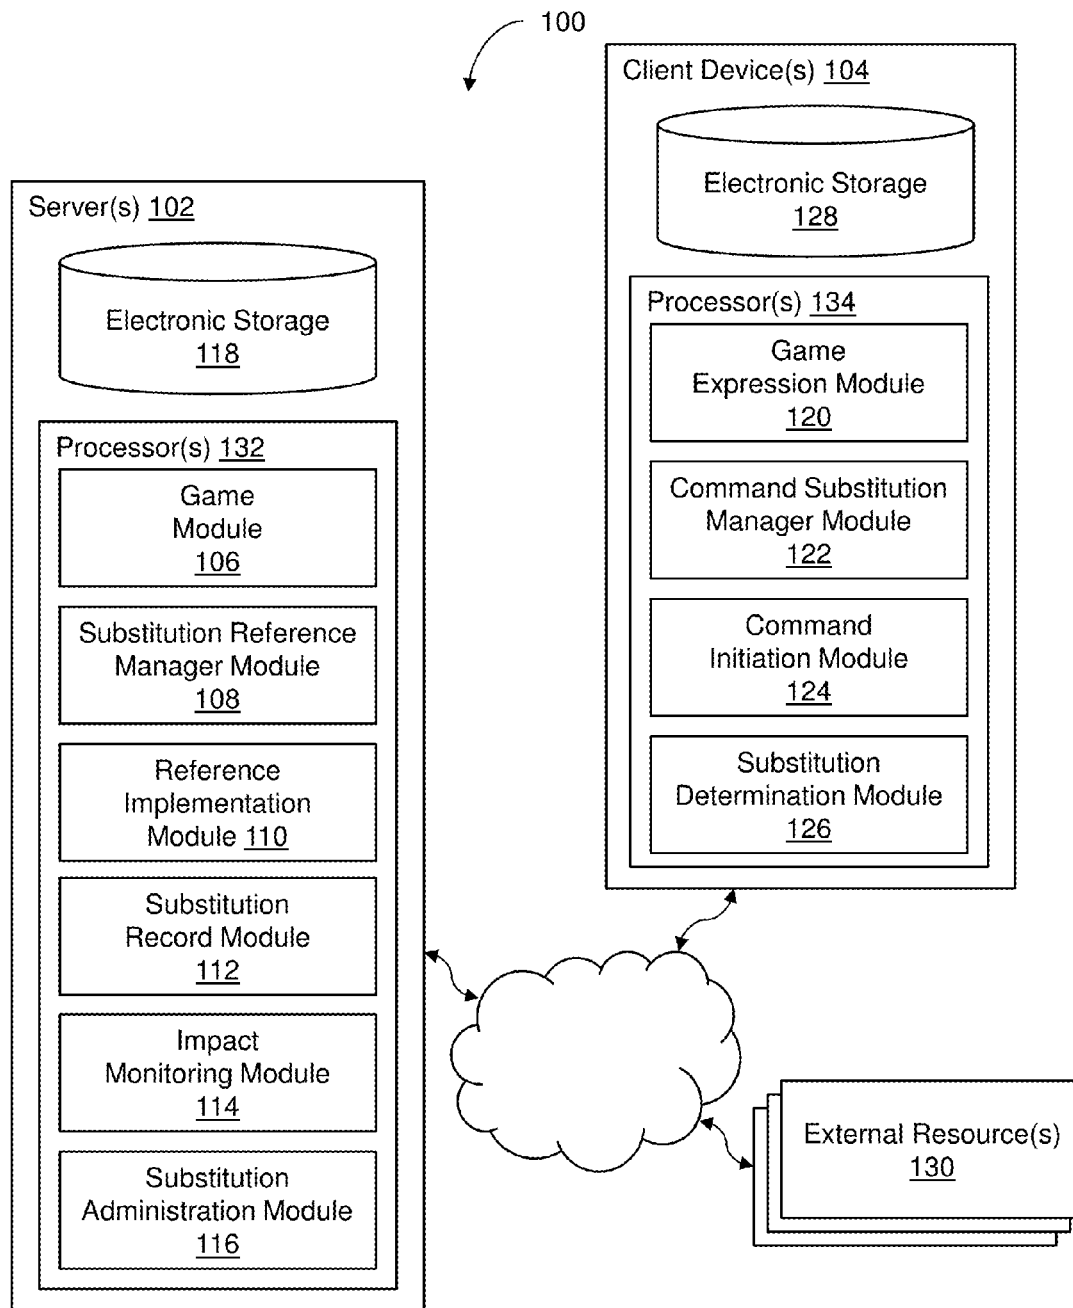 100
Client Device(s) 104
Electronic Storage
128
Processor(s) 134
Game
Expression Module
120
Command Substitution
Manager Module
122
Command
Initiation Module
124
Substitution
Determination Module
126
Server(s) 102
Electronic Storage
118
Processor(s) 132
Game
Module
106
Substitution Reference
Manager Module
108
Reference
Implementation
Module 110
Substitution
Record Module
112
Impact
Monitoring Module
114
Substitution
Administration Module
116
External Resource(s)
130